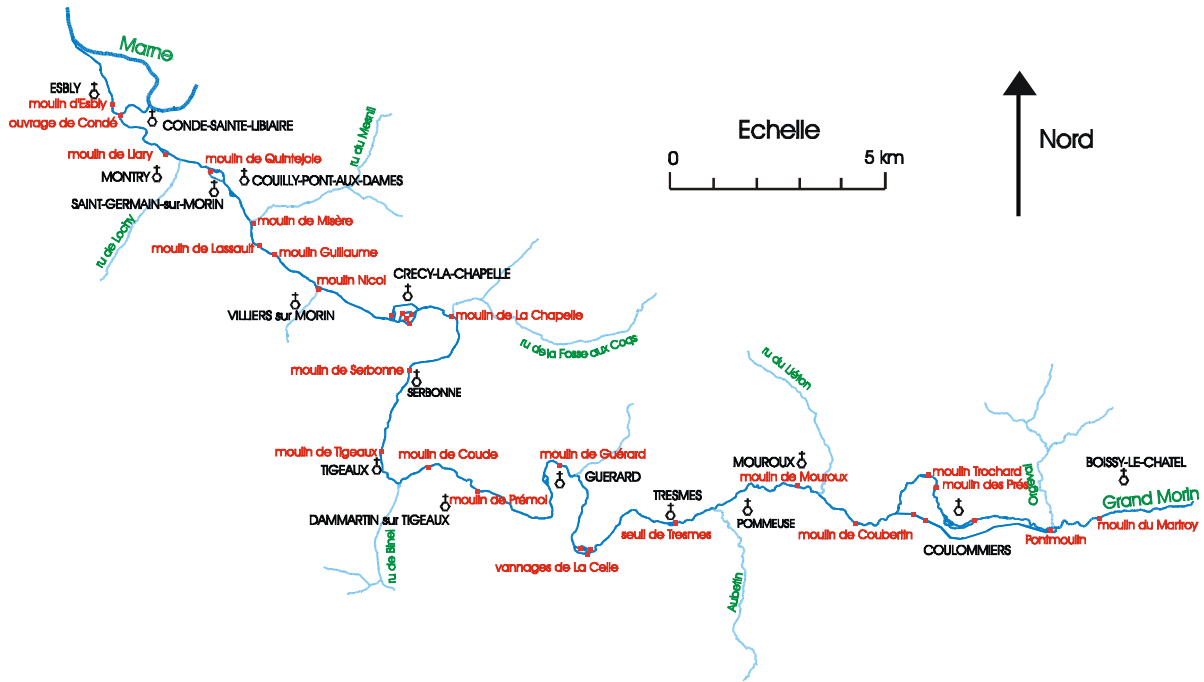 Marne
ESBLY
moulin d'Esbly
ouvrage de Condé
CONDE-SAINTE-LIBIAIRE
Echelle
Nord
0
5 km
ru du Mesnil
moulin de Liary
moulin de Quintejoie
MONTRY
COUILLY-PONT-AUX-DAMES
SAINT-GERMAIN-sur-MORIN
ru de Lochy
moulin de Misère
moulin de Lassault
moulin Guillaume
CRECY-LA-CHAPELLE
moulin Nicol
VILLIERS sur MORIN
moulin de La Chapelle
ru de la Fosse aux Coqs
ru du Liéton
moulin de Serbonne
SERBONNE
moulin de Tigeaux
moulin de Coude
moulin de Guérard
MOUROUX
BOISSY-LE-CHATEL
TIGEAUX
GUERARD
moulin de Mouroux
moulin Trochard
moulin des Prés
Orgeval
moulin de Prémol
TRESMES
Grand Morin
DAMMARTIN sur TIGEAUX
POMMEUSE
seuil de Tresmes
moulin de Coubertin
COULOMMIERS
Pontmoulin
moulin du Martroy
ru de Binel
vannages de La Celle
Aubetin